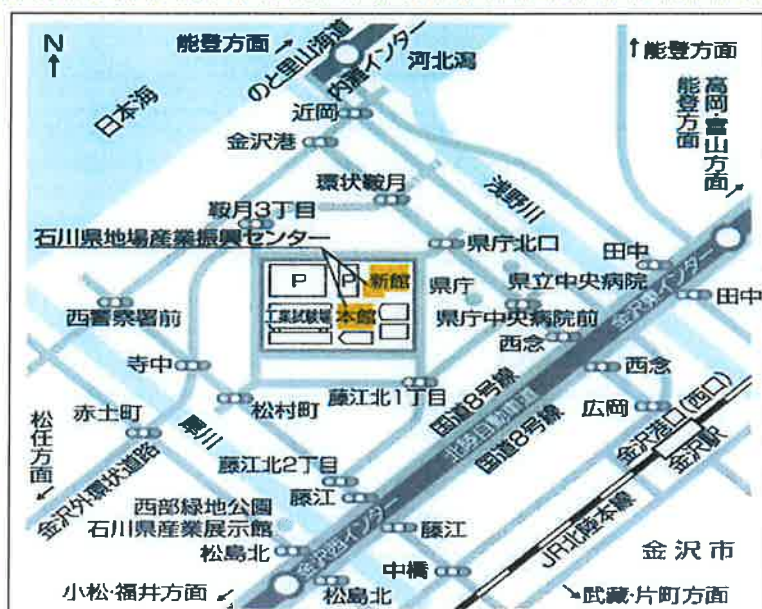 N
能登方面
のと里山海道
内灘インター
河北潟
能登方面
高岡・富山方面
能登方面
日本海
近岡
金沢港
浅野川
環状鞍月
鞍月3丁目
石川県地場産業振興センター
県庁北口
田中
P
P
新館
県庁
県立中央病院
金沢東インター
田中
西警察署前
工業試験場
本館
県庁中央病院前
西念
寺中
西念
藤江北1丁目
国道8号線
北陸自動車道
国道8号線
広岡
金沢港口(西口)
金沢駅
松村町
赤土町
松任方面
犀川
金沢外環状道路
藤江北2丁目
藤江
西部緑地公園
石川県産業展示館
藤江
JR北陸本線
金沢市
松島北
金沢西インター
中橋
小松・福井方面
松島北
武蔵・片町方面